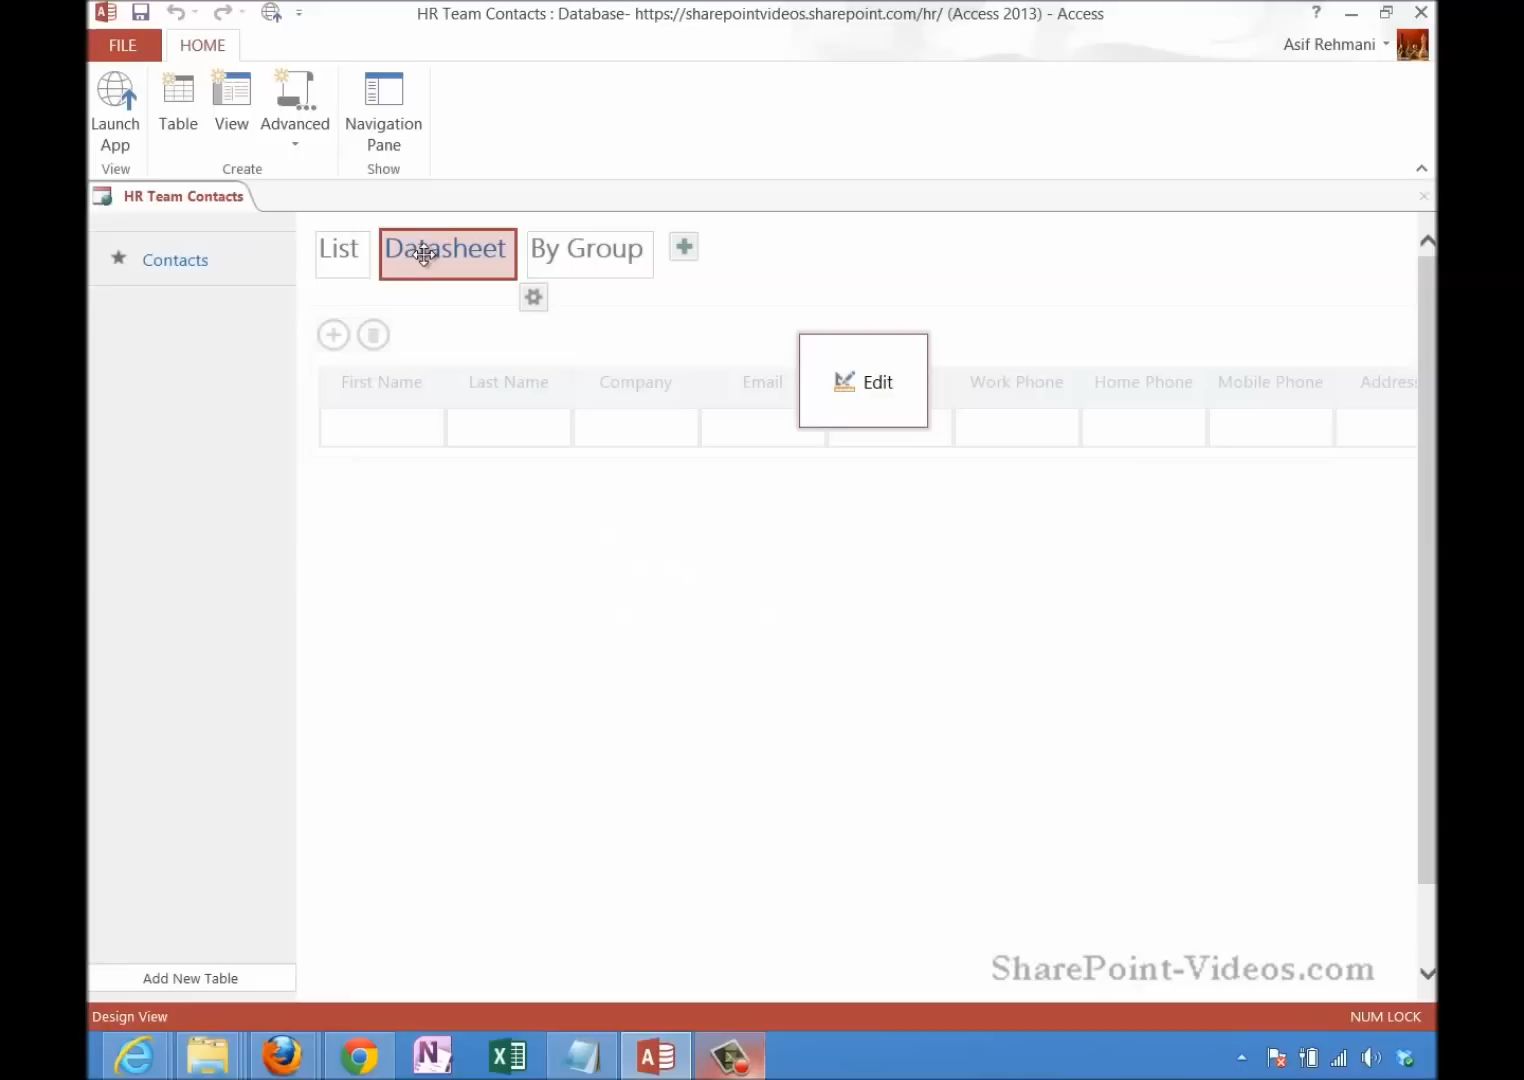 HR Team Contacts : Database- https://sharepointvideos.sharepoint.com/hr/ (Access 2013) - Access
?
FILE
HOME
Asif Rehmani
Launch App
Table
View
Advanced
Navigation Pane
View
Create
Show
HR Team Contacts
Contacts
List
Datasheet
By Group
First Name
Last Name
Company
Email
Work Phone
Home Phone
Mobile Phone
Address
Edit
Add New Table
SharePoint-Videos.com
Design View
NUM LOCK